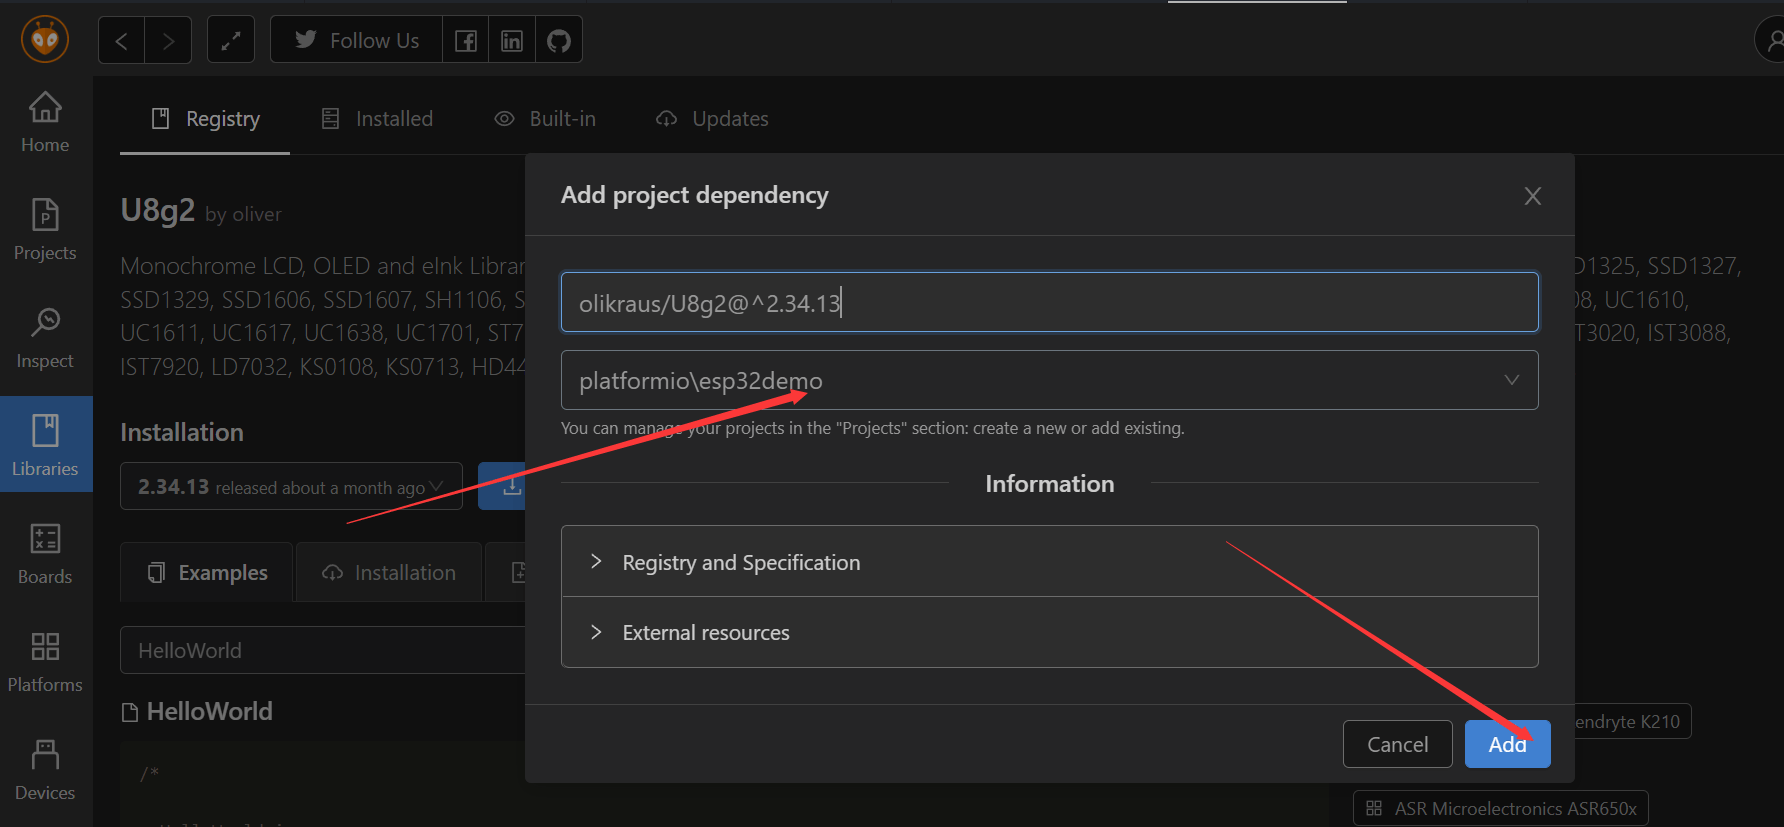 Follow Us
Home
Projects
Inspect
Libraries
Boards
Platforms
Devices
Registry
Installed
Built-in
Updates
U8g2 by oliver
Monochrome LCD, OLED and eInk Librar
D1325, SSD1327,
SSD1329, SSD1606, SSD1607, SH1106, S
08, UC1610,
UC1611, UC1617, UC1638, UC1701, ST7
T3020, IST3088,
IST7920, LD7032, KS0108, KS0713, HD44
Installation
2.34.13 released about a month ago
Examples
Installation
HelloWorld
HelloWorld
/*
Add project dependency
olikraus/U8g2@^2.34.13
platformio\esp32demo
You can manage your projects in the "Projects" section: create a new or add existing.
Information
Registry and Specification
External resources
Cancel
Add
endryte K210
ASR Microelectronics ASR650x